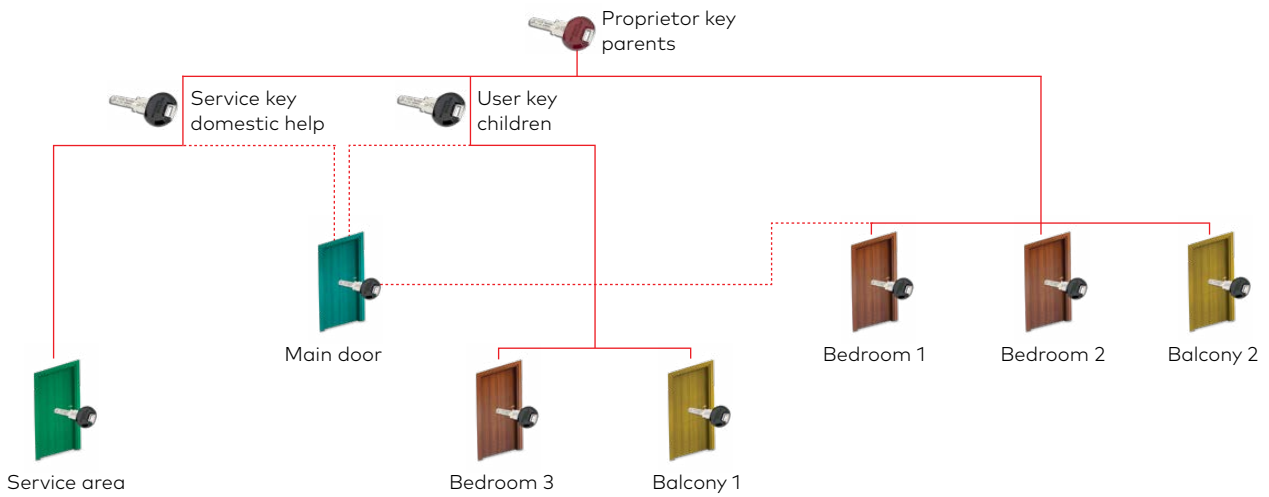 Proprietor key
parents
Service key
domestic help
User key
children
Main door
Bedroom 1
Bedroom 2
Balcony 2
Service area
Bedroom 3
Balcony 1